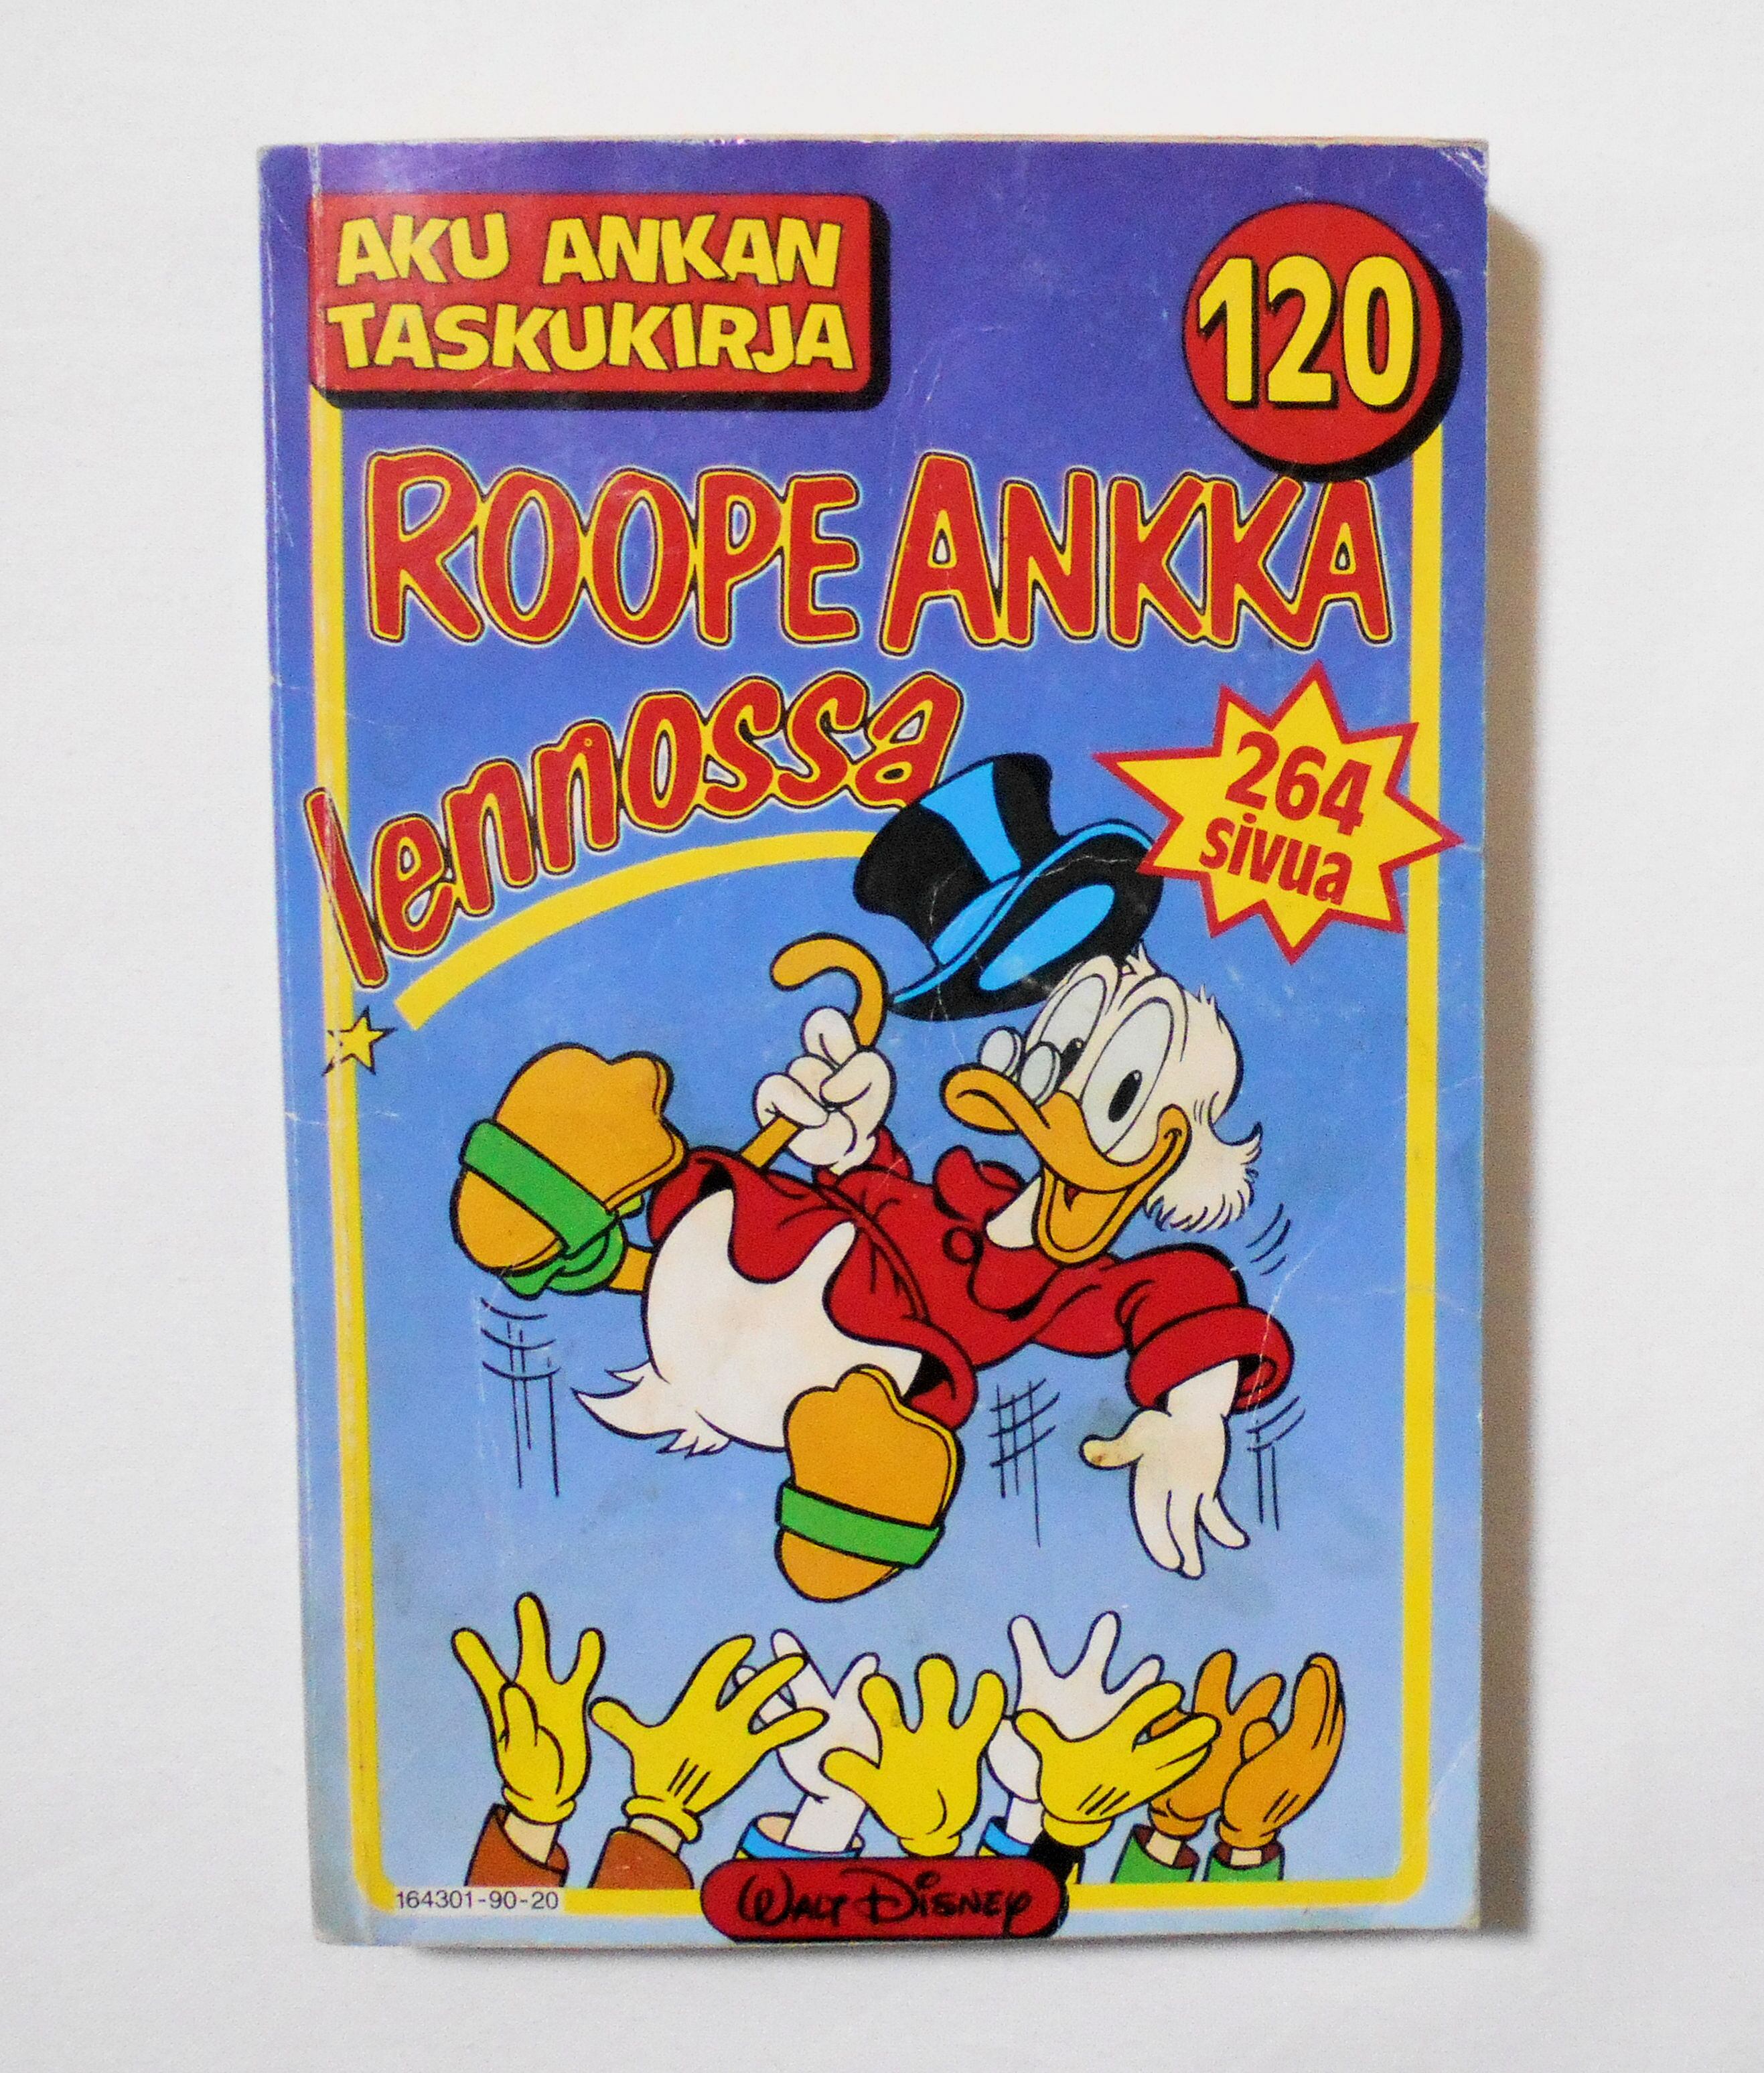 AKU ANKAN
TASKUKIRJA
120
ROOPE ANKKA
lennossa
264
sivua
164301-90-20
WALT DISNEY